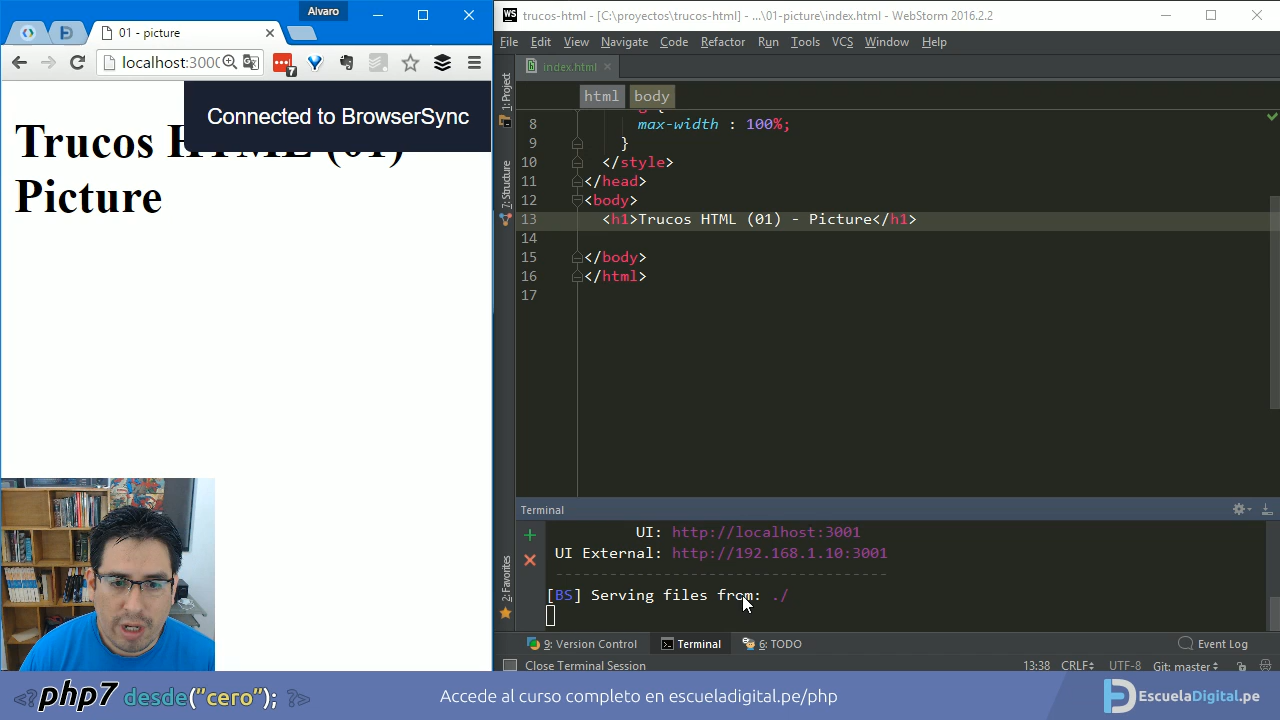 Alvaro
01 - picture
localhost:3000
7
Connected to BrowserSync
Trucos HTML (01)
Picture
WS trucos-html - [C:\proyectos\trucos-html] - ...\01-picture\index.html - WebStorm 2016.2.2
File Edit View Navigate Code Refactor Run Tools VCS Window Help
index.html
html body
1: Project
7: Structure
2: Favorites
8 max-width : 100%;
9 }
10 </style>
11 </head>
12 <body>
13 <h1>Trucos HTML (01) - Picture</h1>
14
15 </body>
16 </html>
17
Terminal
UI: http://localhost:3001
UI External: http://192.168.1.10:3001
-------------------------------------
[BS] Serving files from: ./
9: Version Control Terminal 6: TODO Event Log
Close Terminal Session 13:38 CRLF UTF-8 Git: master
<? php7 desde("cero"); ?>
Accede al curso completo en escueladigital.pe/php
EscuelaDigital.pe